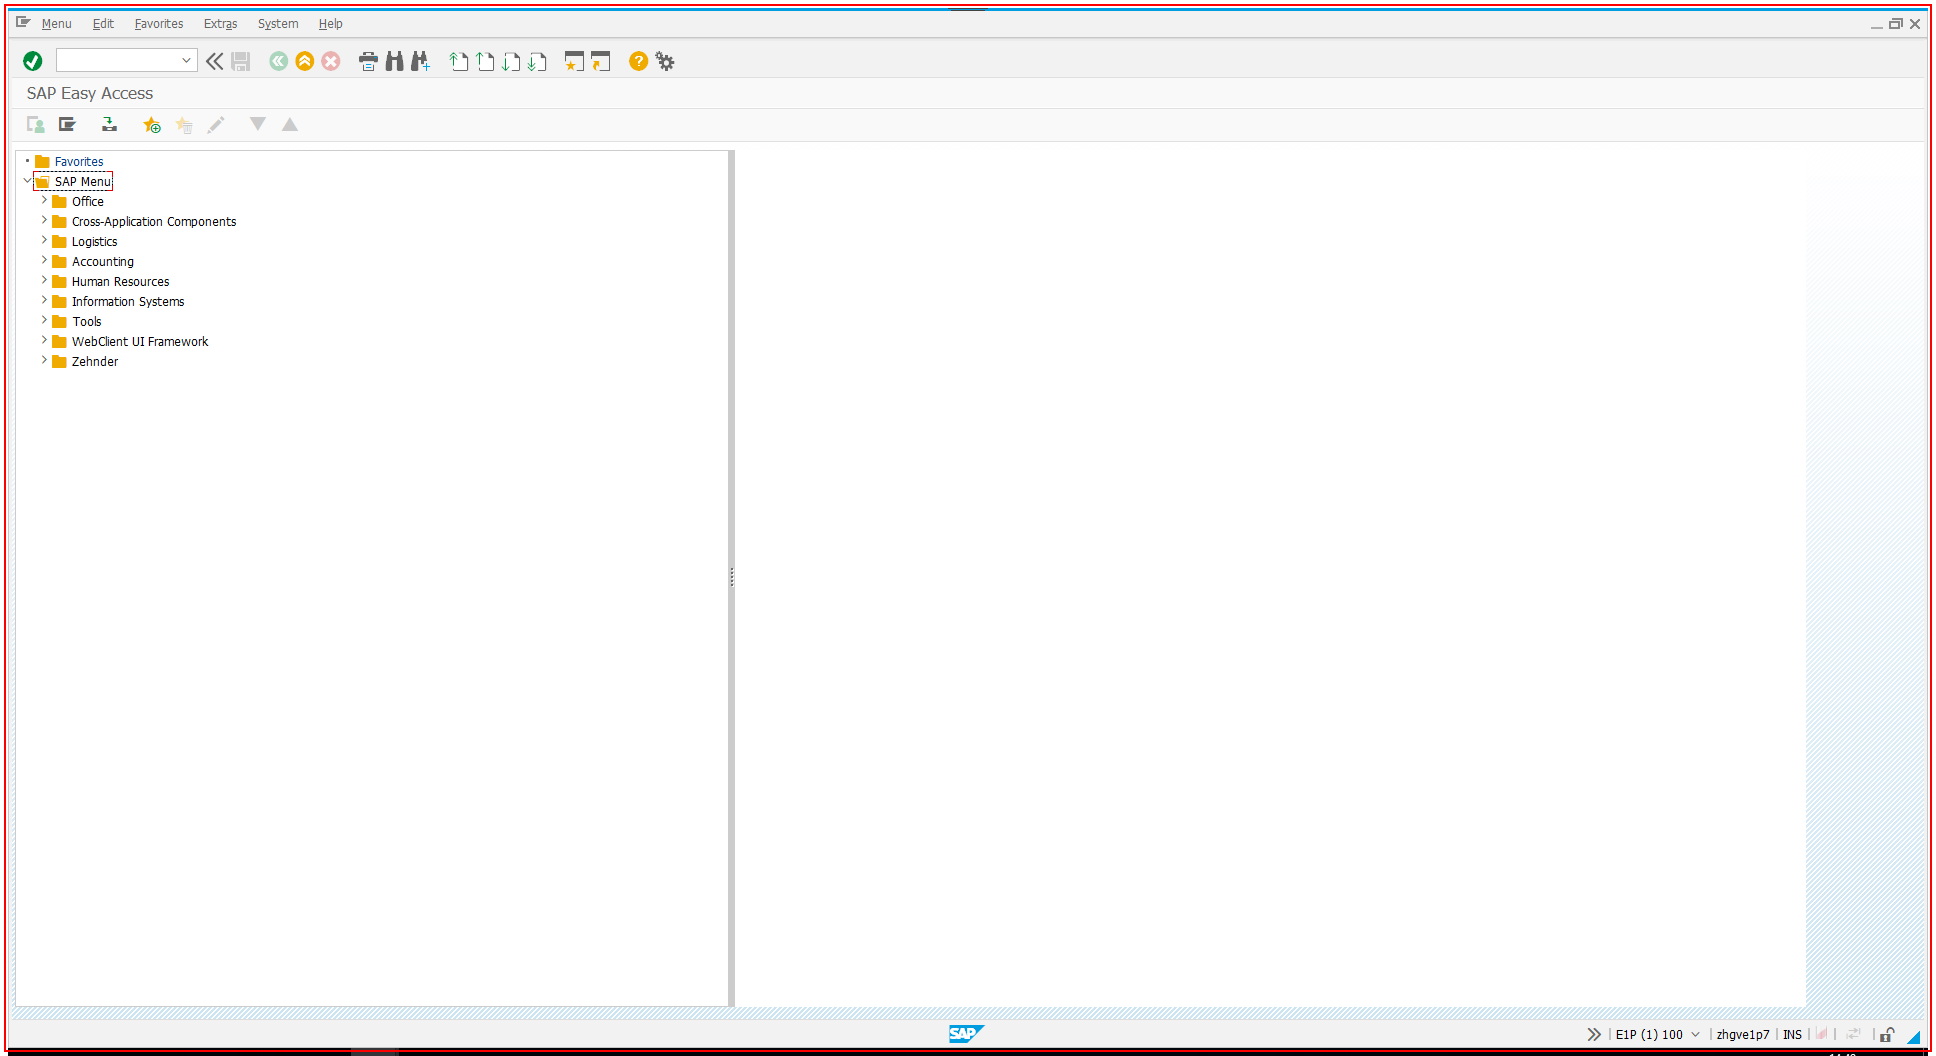 Menu Edit Favorites Extras System Help
SAP Easy Access
Favorites
SAP Menu
Office
Cross-Application Components
Logistics
Accounting
Human Resources
Information Systems
Tools
WebClient UI Framework
Zehnder
SAP
E1P (1) 100 zhgve1p7 INS